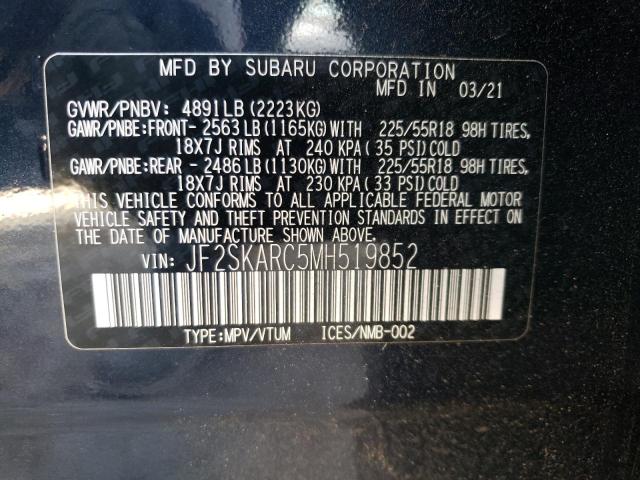 MFD BY SUBARU CORPORATION
MFD IN 03/21
GVWR/PNBV: 4891LB (2223KG)
GAWR/PNBE:FRONT- 2563LB (1165KG) WITH 225/55R18 98H TIRES,
18X7J RIMS AT 240 KPA (35 PSI) COLD
GAWR/PNBE:REAR - 2486LB (1130KG) WITH 225/55R18 98H TIRES,
18X7J RIMS AT 230 KPA (33 PSI) COLD
THIS VEHICLE CONFORMS TO ALL APPLICABLE FEDERAL MOTOR
VEHICLE SAFETY AND THEFT PREVENTION STANDARDS IN EFFECT ON
THE DATE OF MANUFACTURE SHOWN ABOVE.
VIN: JF2SKARC5MH519852
TYPE:MPV/VTUM ICES/NMB-002